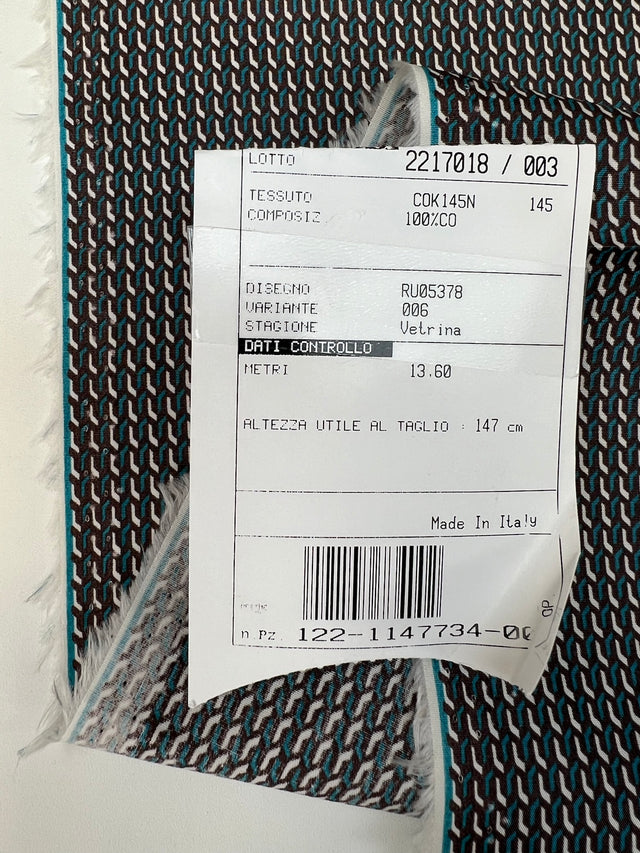 LOTTO 2217018 / 003
TESSUTO COK145N 145
COMPOSIZ. 100%CO
DISEGNO RU05378
VARIANTE 006
STAGIONE Vetrina
DATI CONTROLLO
METRI 13.60
ALTEZZA UTILE AL TAGLIO : 147 cm
Made In Italy
QP
n.Pz. 122-1147734-00